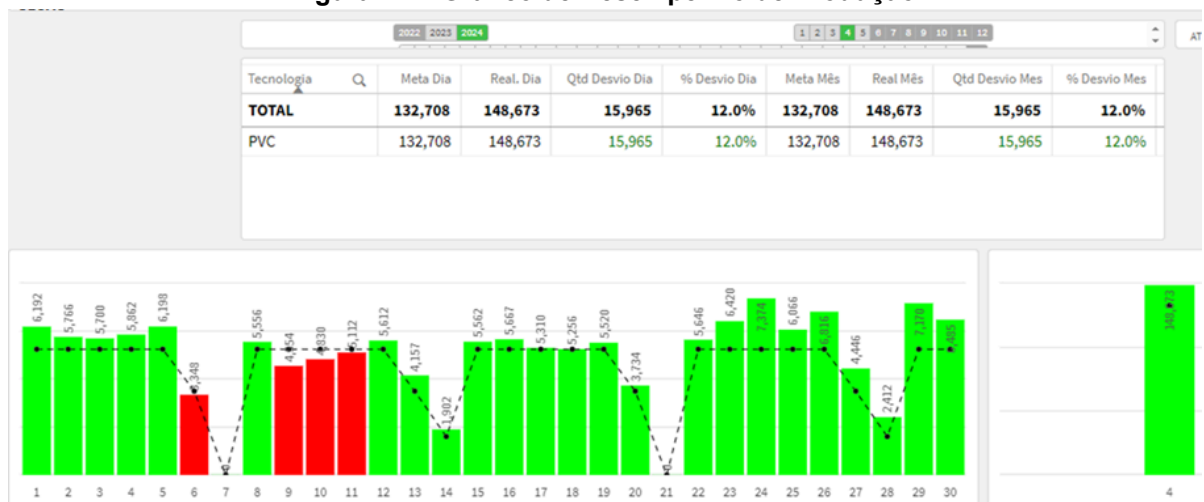 2022 2023 2024
1 2 3 4 5 6 7 8 9 10 11 12
AT
Tecnologia Meta Dia Real. Dia Qtd Desvio Dia % Desvio Dia Meta Mês Real Mês Qtd Desvio Mes % Desvio Mes
TOTAL 132,708 148,673 15,965 12.0% 132,708 148,673 15,965 12.0%
PVC 132,708 148,673 15,965 12.0% 132,708 148,673 15,965 12.0%
6,192 5,766 5,700 5,862 6,198 0 5,556 5,612 4,157 1,902 5,562 5,667 5,310 5,256 5,520 3,734 0 5,646 6,420 7,374 6,066 6,816 4,446 2,412 7,170
148,673
1 2 3 4 5 6 7 8 9 10 11 12 13 14 15 16 17 18 19 20 21 22 23 24 25 26 27 28 29 30
4